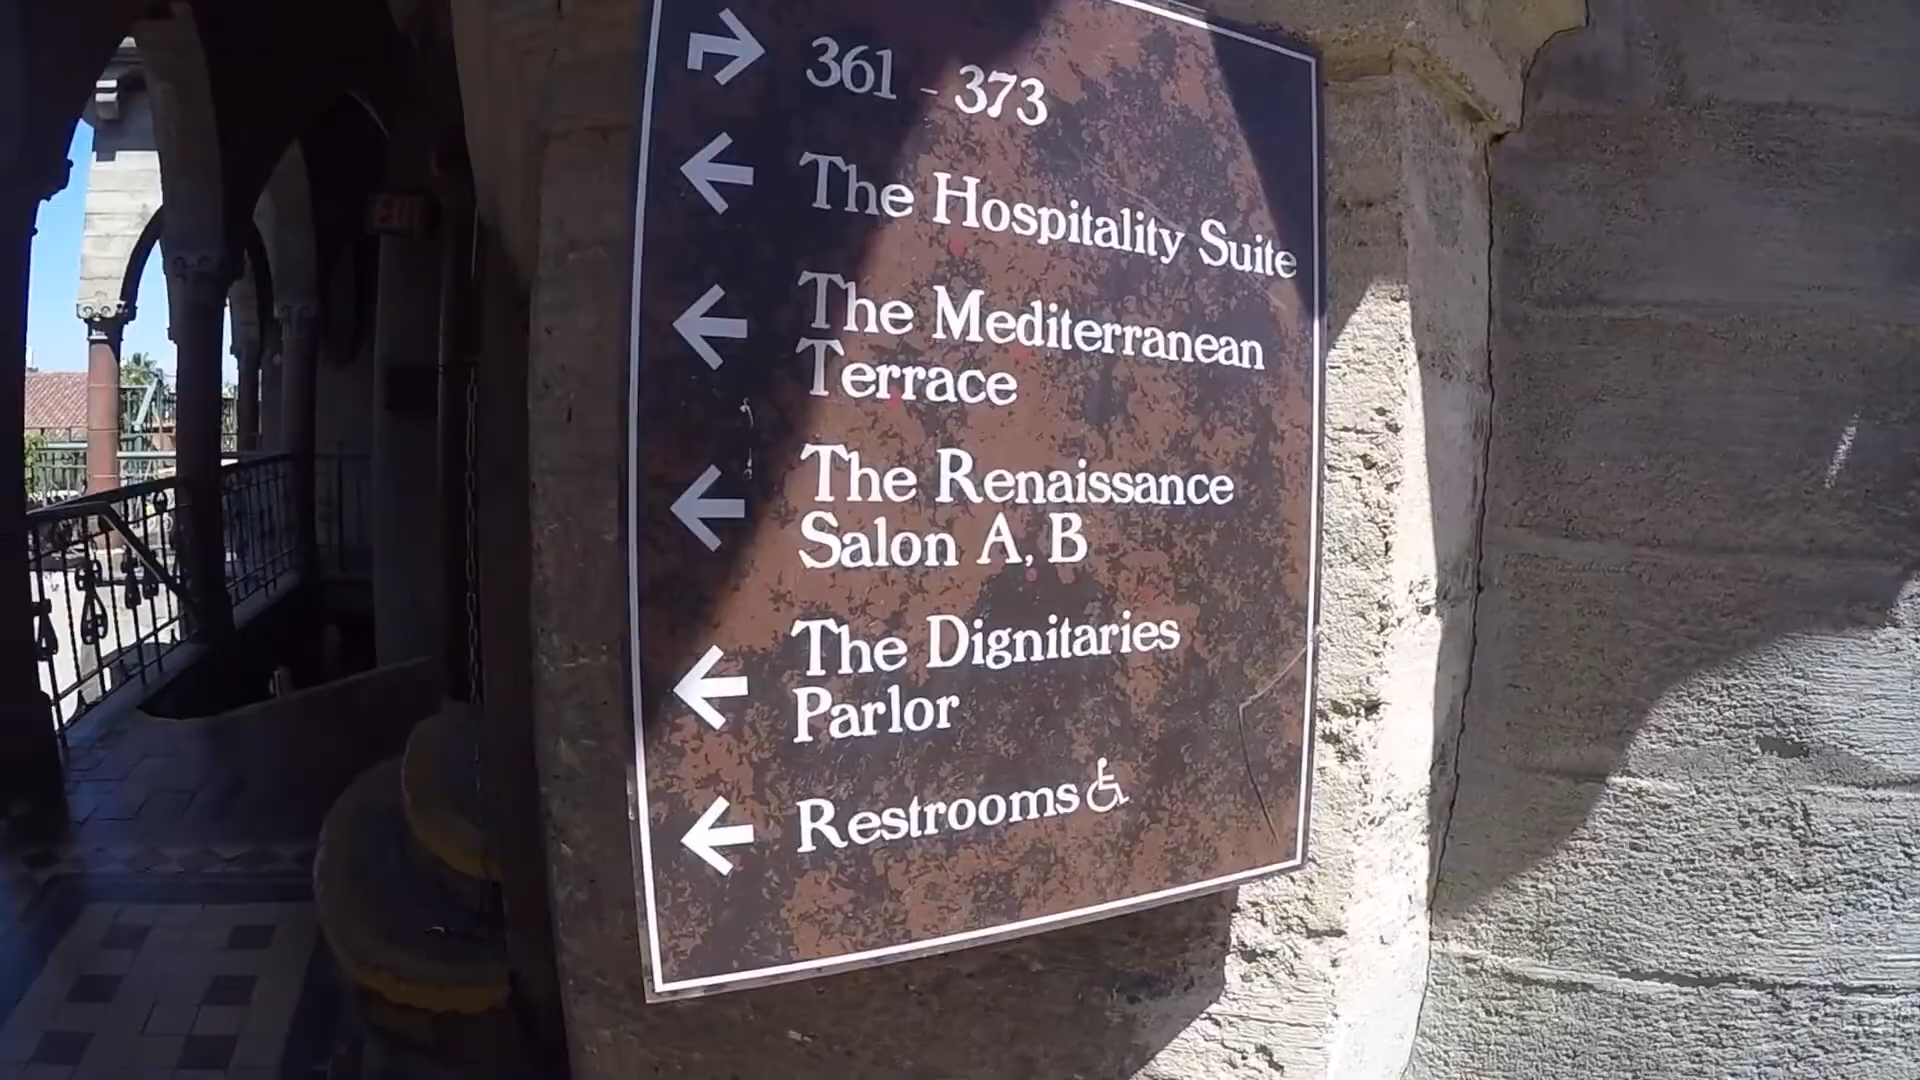 361 - 373
The Hospitality Suite
The Mediterranean
Terrace
The Renaissance
Salon A, B
The Dignitaries
Parlor
Restrooms
EXIT